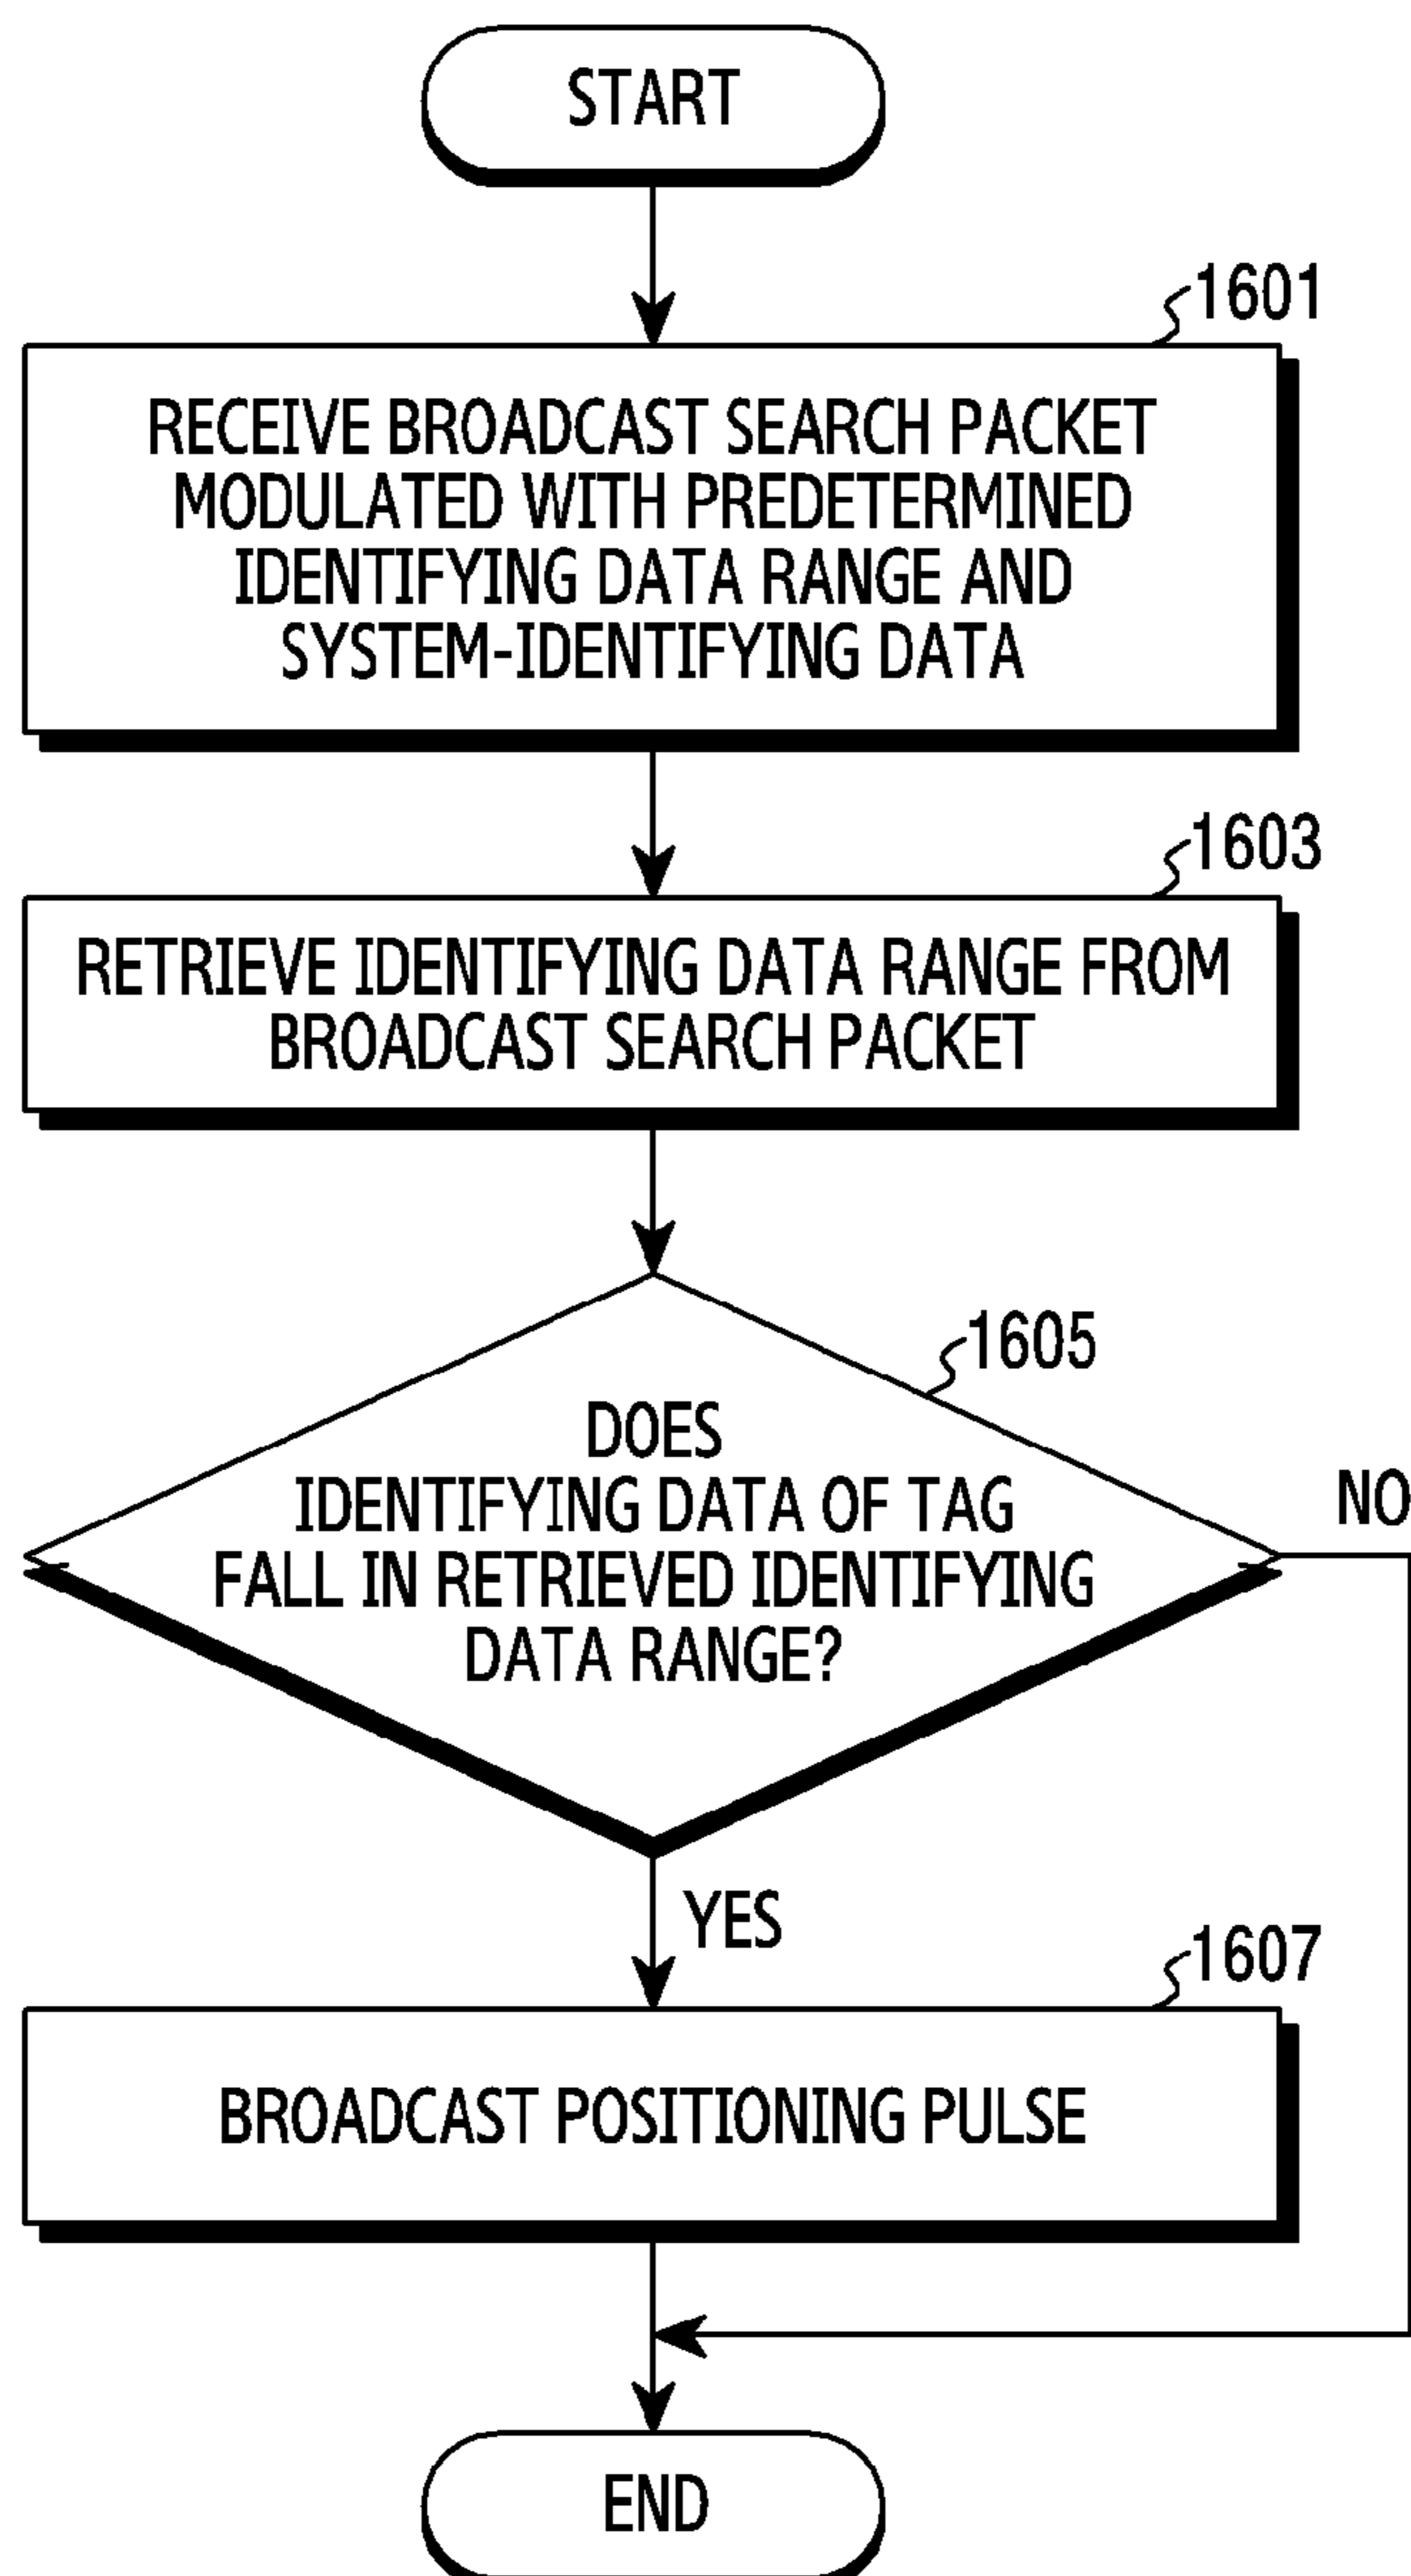 START
1601
RECEIVE BROADCAST SEARCH PACKET
MODULATED WITH PREDETERMINED
IDENTIFYING DATA RANGE AND
SYSTEM-IDENTIFYING DATA
1603
RETRIEVE IDENTIFYING DATA RANGE FROM
BROADCAST SEARCH PACKET
1605
DOES
IDENTIFYING DATA OF TAG
FALL IN RETRIEVED IDENTIFYING
DATA RANGE?
NO
YES
1607
BROADCAST POSITIONING PULSE
END